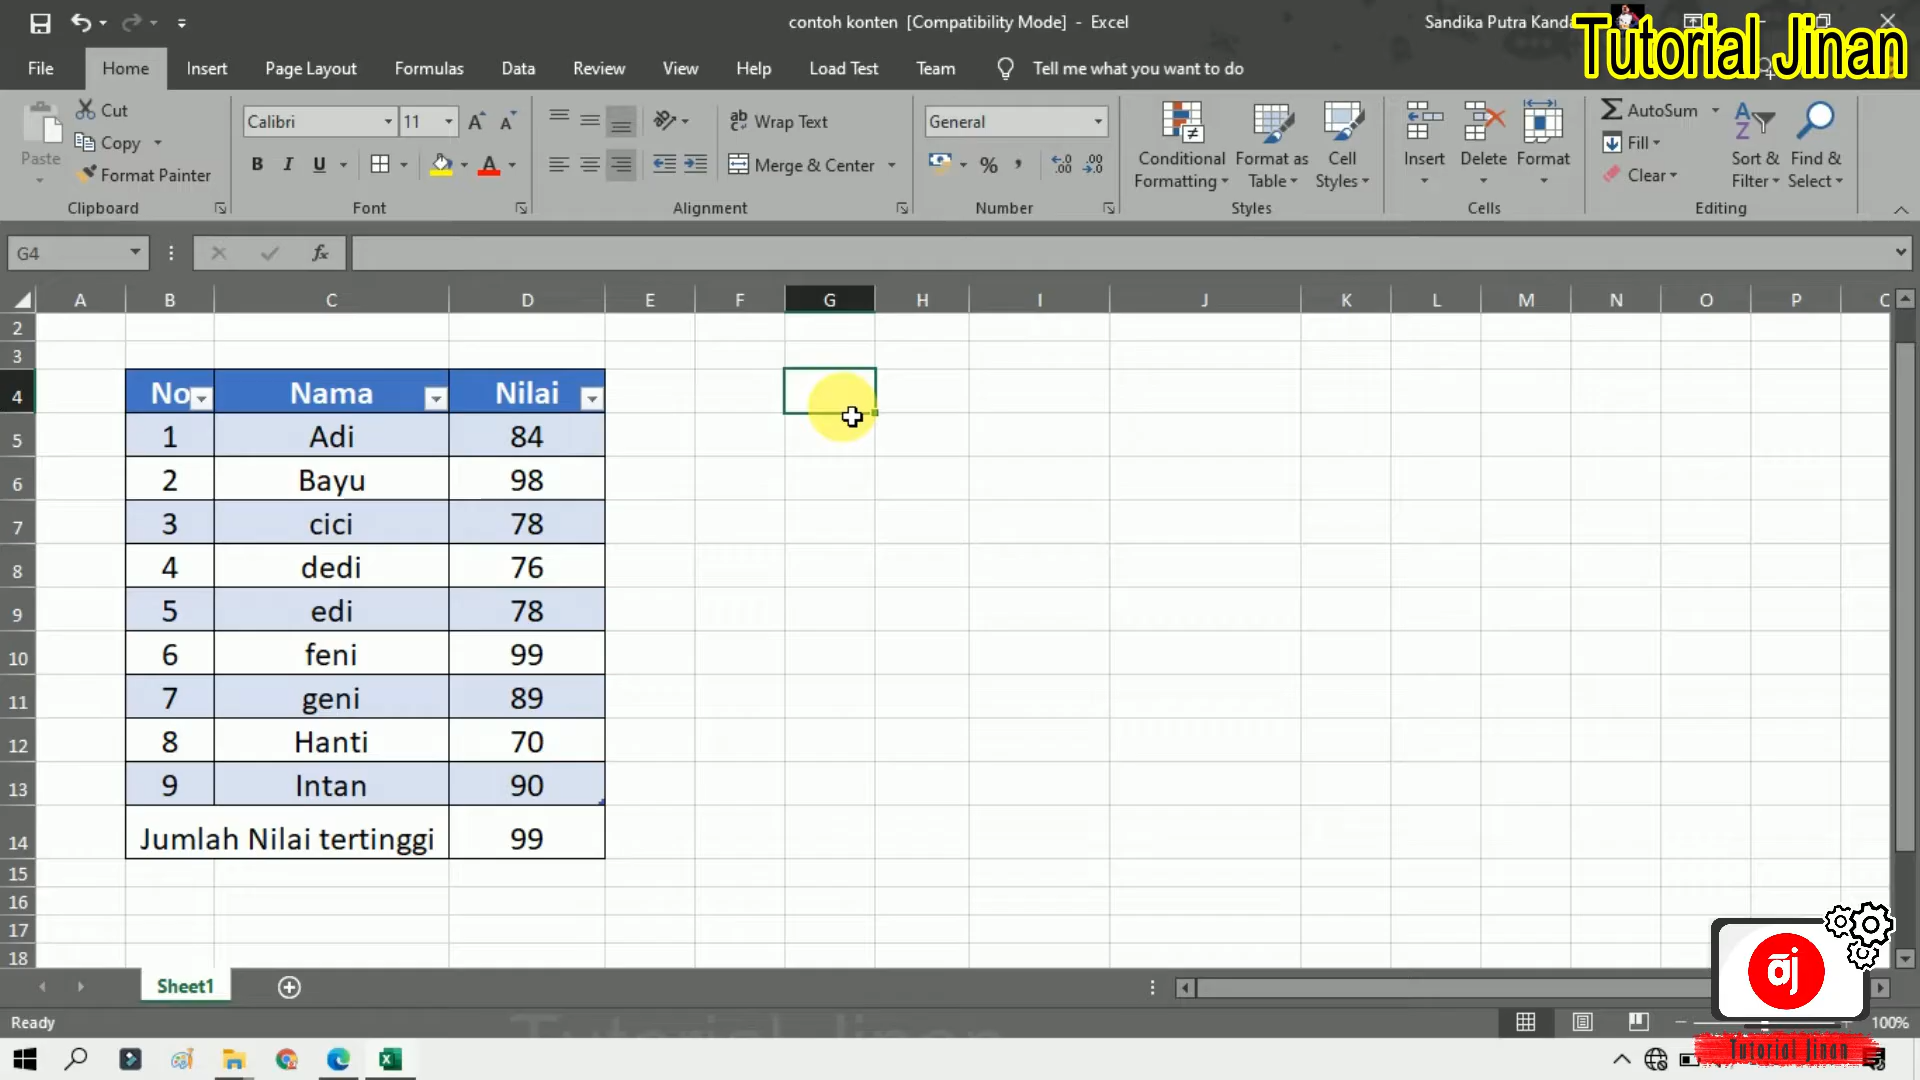 contoh konten [Compatibility Mode] - Excel
Sandika Putra Kanda
Tutorial Jinan
File Home Insert Page Layout Formulas Data Review View Help Load Test Team Tell me what you want to do
Paste
Cut
Copy
Format Painter
Clipboard
Calibri 11
B I U
Font
Wrap Text
Merge & Center
Alignment
General
Number
Conditional Formatting
Format as Table
Cell Styles
Styles
Insert
Delete
Format
Cells
AutoSum
Fill
Clear
Sort & Filter
Find & Select
Editing
G4
fx
A B C D E F G H I J K L M N O P
2
3
4 No Nama Nilai
5 1 Adi 84
6 2 Bayu 98
7 3 cici 78
8 4 dedi 76
9 5 edi 78
10 6 feni 99
11 7 geni 89
12 8 Hanti 70
13 9 Intan 90
14 Jumlah Nilai tertinggi 99
15
16
17
18
Sheet1
aj
Ready
Tutorial Jinan
100%
Tutorial Jinan